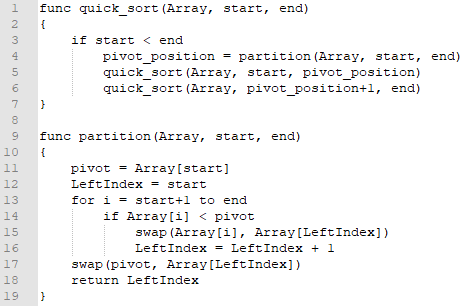 1 func quick_sort(Array, start, end)
2 {
3     if start < end
4         pivot_position = partition(Array, start, end)
5         quick_sort(Array, start, pivot_position)
6         quick_sort(Array, pivot_position+1, end)
7 }
8
9 func partition(Array, start, end)
10 {
11     pivot = Array[start]
12     LeftIndex = start
13     for i = start+1 to end
14         if Array[i] < pivot
15             swap(Array[i], Array[LeftIndex])
16             LeftIndex = LeftIndex + 1
17     swap(pivot, Array[LeftIndex])
18     return LeftIndex
19 }